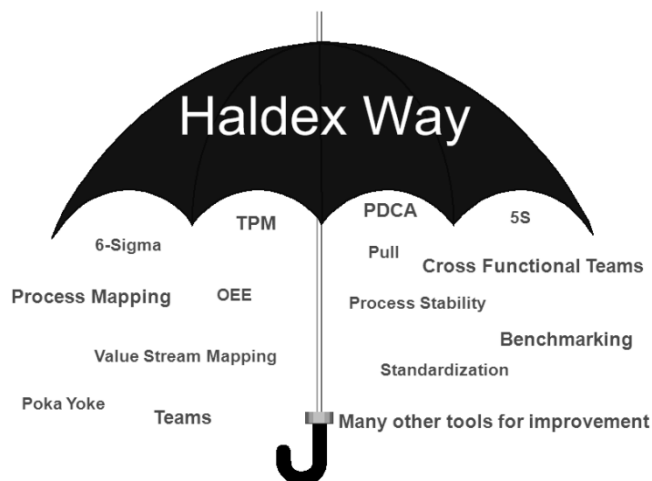 Haldex Way
TPM
PDCA
5S
6-Sigma
Pull
Cross Functional Teams
Process Mapping
OEE
Process Stability
Benchmarking
Value Stream Mapping
Standardization
Poka Yoke
Teams
Many other tools for improvement